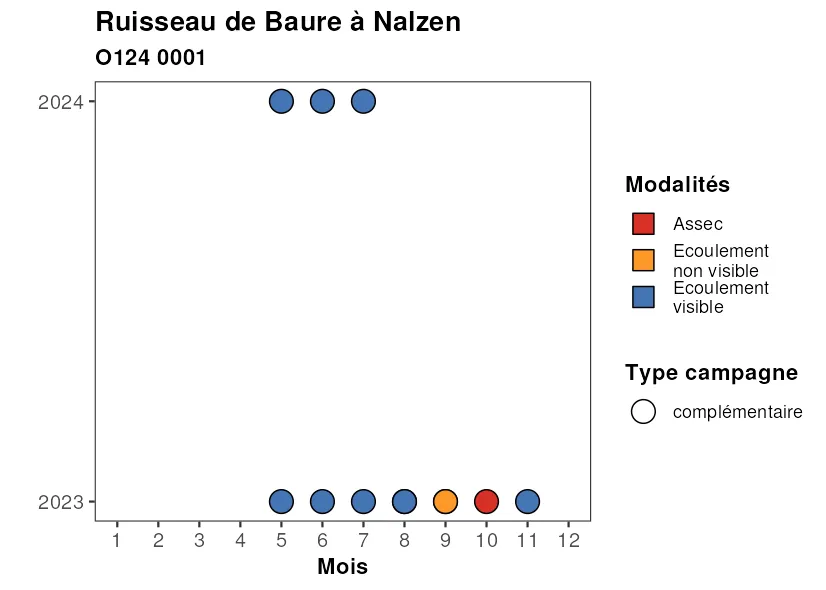 Ruisseau de Baure à Nalzen
O124 0001
2024
2023
1 2 3 4 5 6 7 8 9 10 11 12
Mois
Modalités
Assec
Ecoulement
non visible
Ecoulement
visible
Type campagne
complémentaire